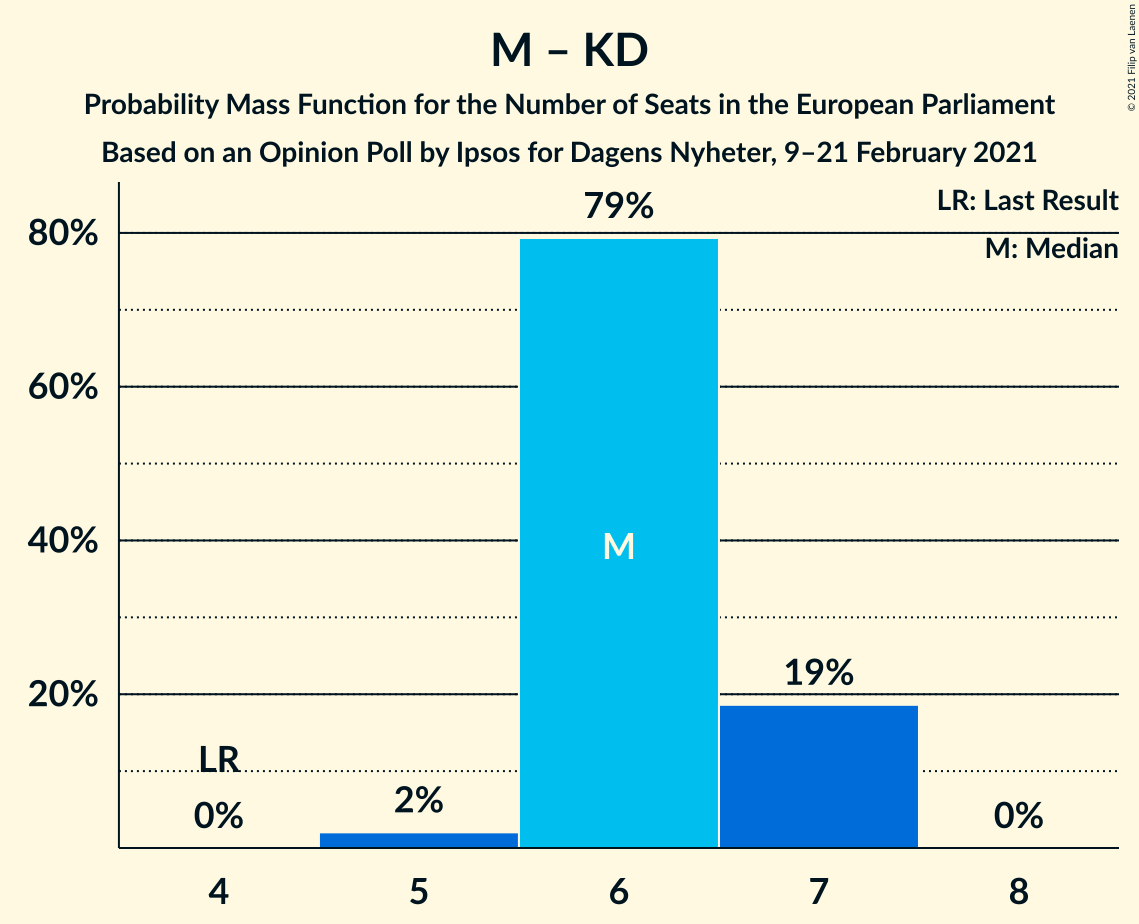 M – KD
Probability Mass Function for the Number of Seats in the European Parliament
Based on an Opinion Poll by Ipsos for Dagens Nyheter, 9–21 February 2021
© 2021 Filip van Laenen
LR: Last Result
M: Median
79%
80%
60%
40%
20%
M
19%
LR
0%
2%
0%
4
5
6
7
8